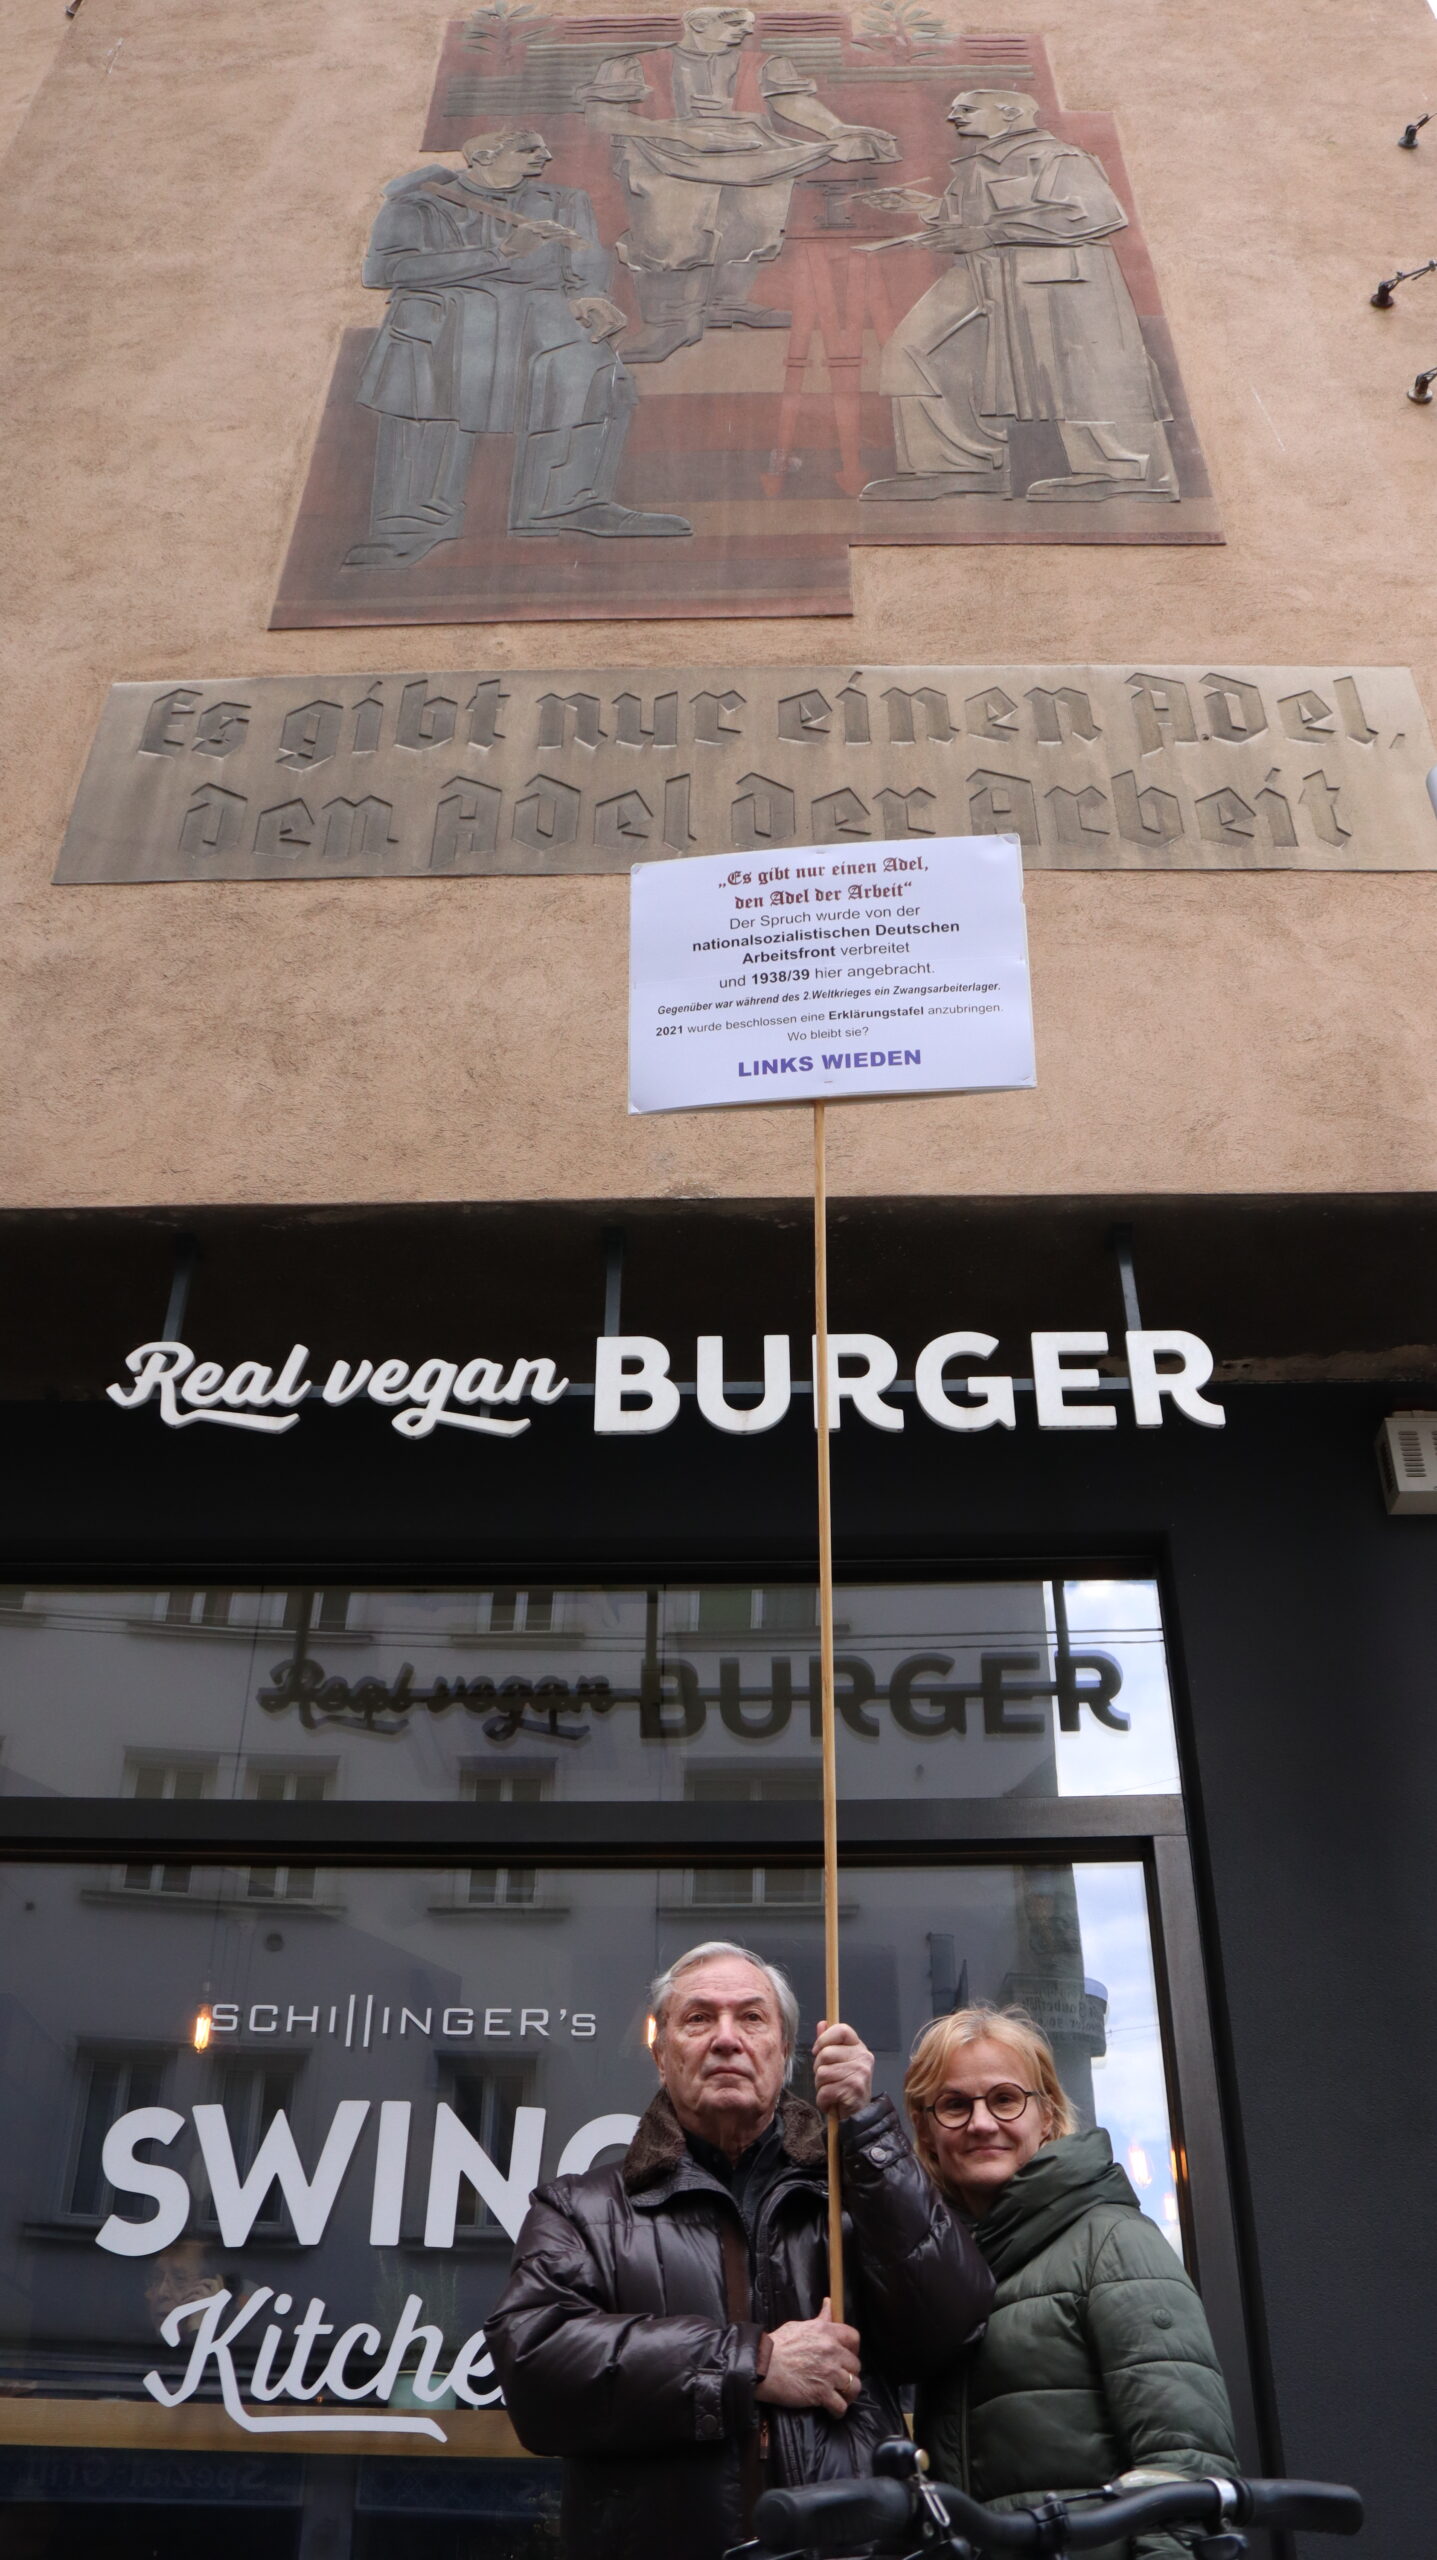 Es gibt nur einen Adel,
den Adel der Arbeit
„Es gibt nur einen Adel,
den Adel der Arbeit“
Der Spruch wurde von der
nationalsozialistischen Deutschen
Arbeitsfront verbreitet
und 1938/39 hier angebracht.
Gegenüber war während des 2.Weltkrieges ein Zwangsarbeiterlager.
2021 wurde beschlossen eine Erklärungstafel anzubringen.
Wo bleibt sie?
LINKS WIEDEN
Real vegan BURGER
Real vegan BURGER
SCHILLINGER'S
SWING
Kitche